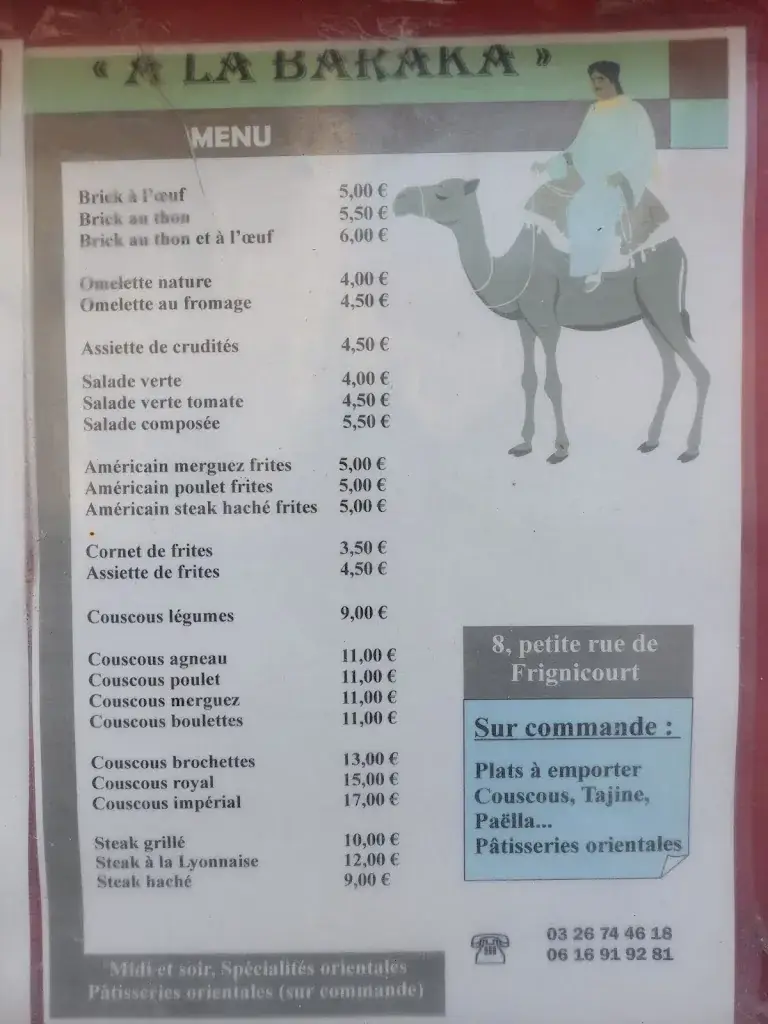 « A LA BARAKA »
MENU
Brick à l'œuf 5,00 €
Brick au thon 5,50 €
Brick au thon et à l'œuf 6,00 €
Omelette nature 4,00 €
Omelette au fromage 4,50 €
Assiette de crudités 4,50 €
Salade verte 4,00 €
Salade verte tomate 4,50 €
Salade composée 5,50 €
Américain merguez frites 5,00 €
Américain poulet frites 5,00 €
Américain steak haché frites 5,00 €
Cornet de frites 3,50 €
Assiette de frites 4,50 €
Couscous légumes 9,00 €
Couscous agneau 11,00 €
Couscous poulet 11,00 €
Couscous merguez 11,00 €
Couscous boulettes 11,00 €
Couscous brochettes 13,00 €
Couscous royal 15,00 €
Couscous impérial 17,00 €
Steak grillé 10,00 €
Steak à la Lyonnaise 12,00 €
Steak haché 9,00 €
8, petite rue de
Frignicourt
Sur commande :
Plats à emporter
Couscous, Tajine,
Paëlla...
Pâtisseries orientales
03 26 74 46 18
06 16 91 92 81
Midi et soir, Spécialités orientales
Pâtisseries orientales (sur commande)